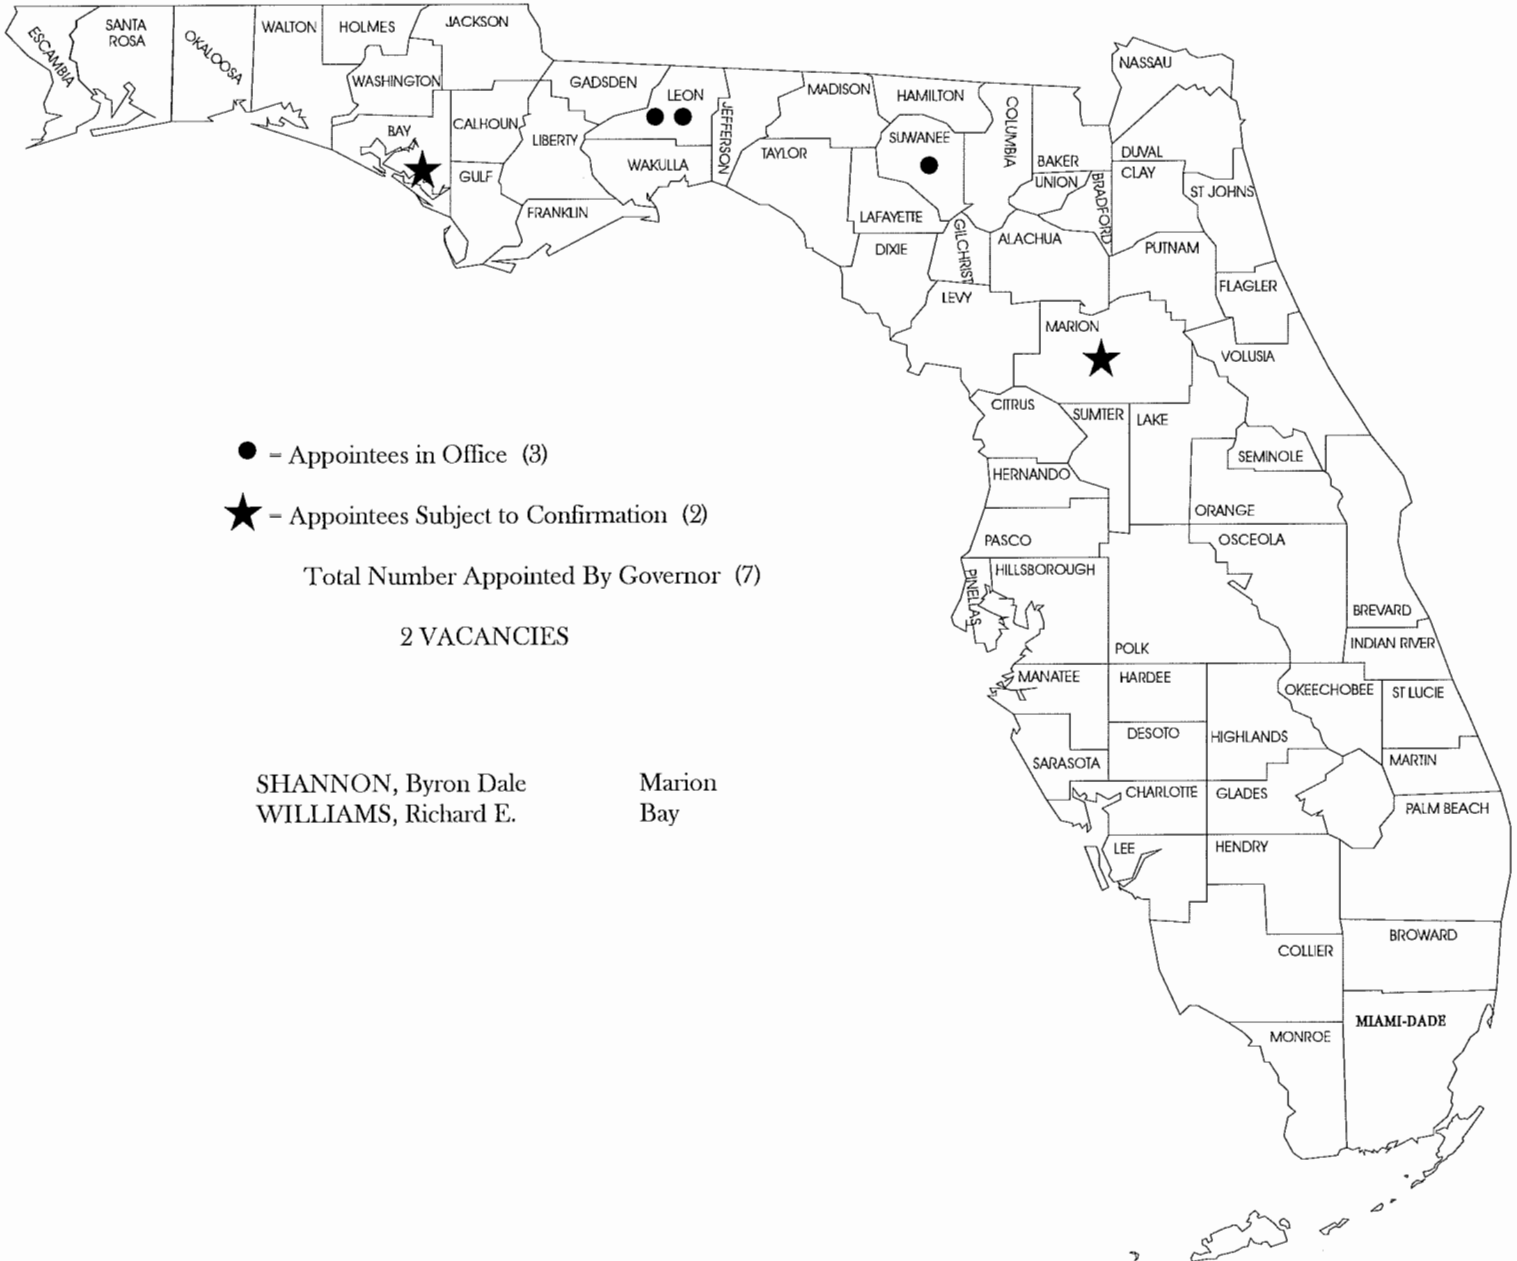 ESCAMBIA
SANTA
ROSA
OKALOOSA
WALTON
HOLMES
JACKSON
WASHINGTON
BAY
CALHOUN
GULF
GADSDEN
LIBERTY
FRANKLIN
LEON
WAKULLA
JEFFERSON
MADISON
TAYLOR
HAMILTON
SUWANEE
LAFAYETTE
DIXIE
COLUMBIA
GILCHRIST
NASSAU
BAKER
UNION
BRADFORD
DUVAL
CLAY
ST JOHNS
ALACHUA
PUTNAM
LEVY
FLAGLER
MARION
VOLUSIA
CITRUS
SUMTER
LAKE
SEMINOLE
HERNANDO
ORANGE
PASCO
OSCEOLA
PINELLAS
HILLSBOROUGH
BREVARD
POLK
INDIAN RIVER
MANATEE
HARDEE
OKEECHOBEE
ST LUCIE
DESOTO
HIGHLANDS
SARASOTA
MARTIN
CHARLOTTE
GLADES
PALM BEACH
LEE
HENDRY
COLLIER
BROWARD
MIAMI-DADE
MONROE
= Appointees in Office (3)
= Appointees Subject to Confirmation (2)
Total Number Appointed By Governor (7)
2 VACANCIES
SHANNON, Byron Dale Marion
WILLIAMS, Richard E. Bay